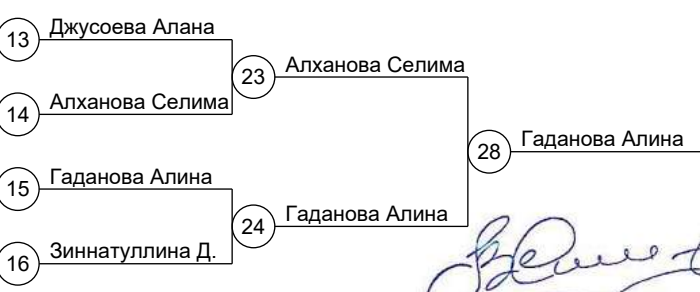 13 Джусоева Алана
23 Алханова Селима
14 Алханова Селима
28 Гаданова Алина
15 Гаданова Алина
24 Гаданова Алина
16 Зиннатуллина Д.